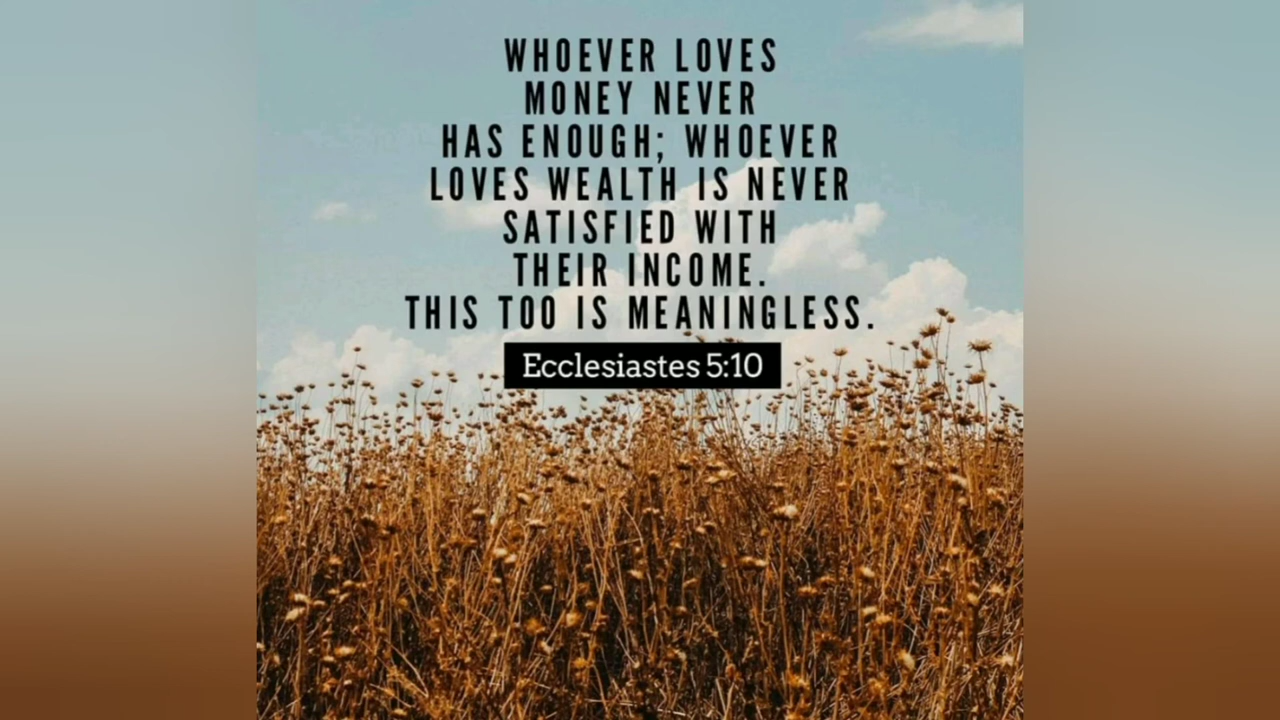 WHOEVER LOVES
MONEY NEVER
HAS ENOUGH; WHOEVER
LOVES WEALTH IS NEVER
SATISFIED WITH
THEIR INCOME.
THIS TOO IS MEANINGLESS.
Ecclesiastes 5:10